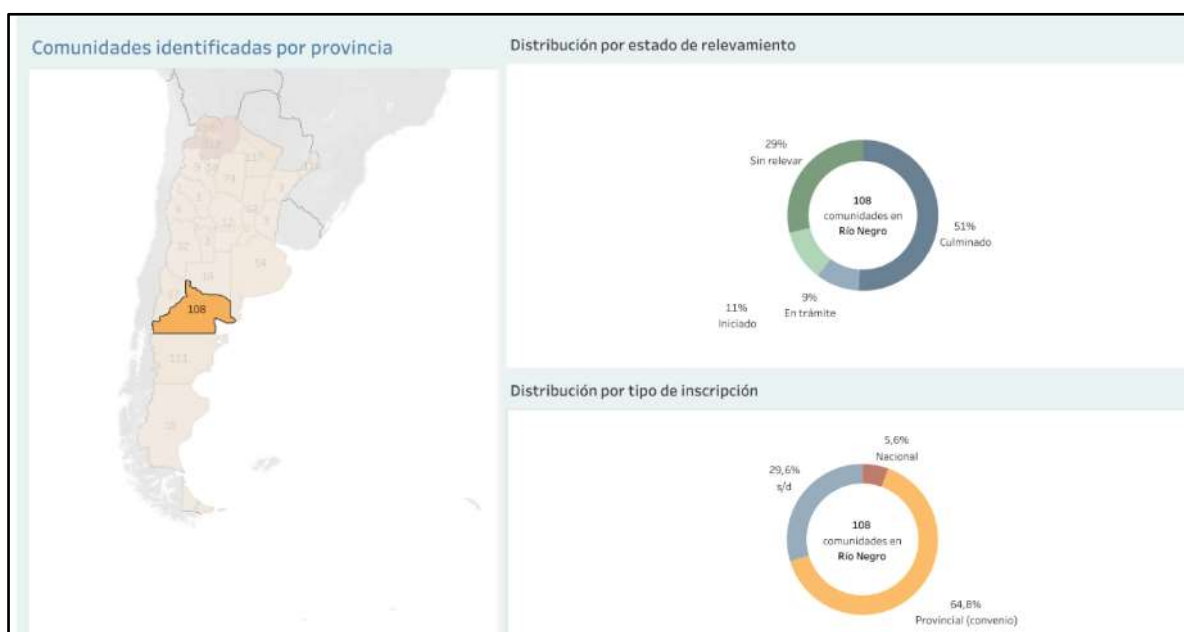 Comunidades identificadas por provincia
108
Distribución por estado de relevamiento
29%
Sin relevar
108
comunidades en
Río Negro
51%
Culminado
11%
Iniciado
9%
En trámite
Distribución por tipo de inscripción
5,6%
Nacional
29,6%
s/d
108
comunidades en
Río Negro
64,8%
Provincial (convenio)